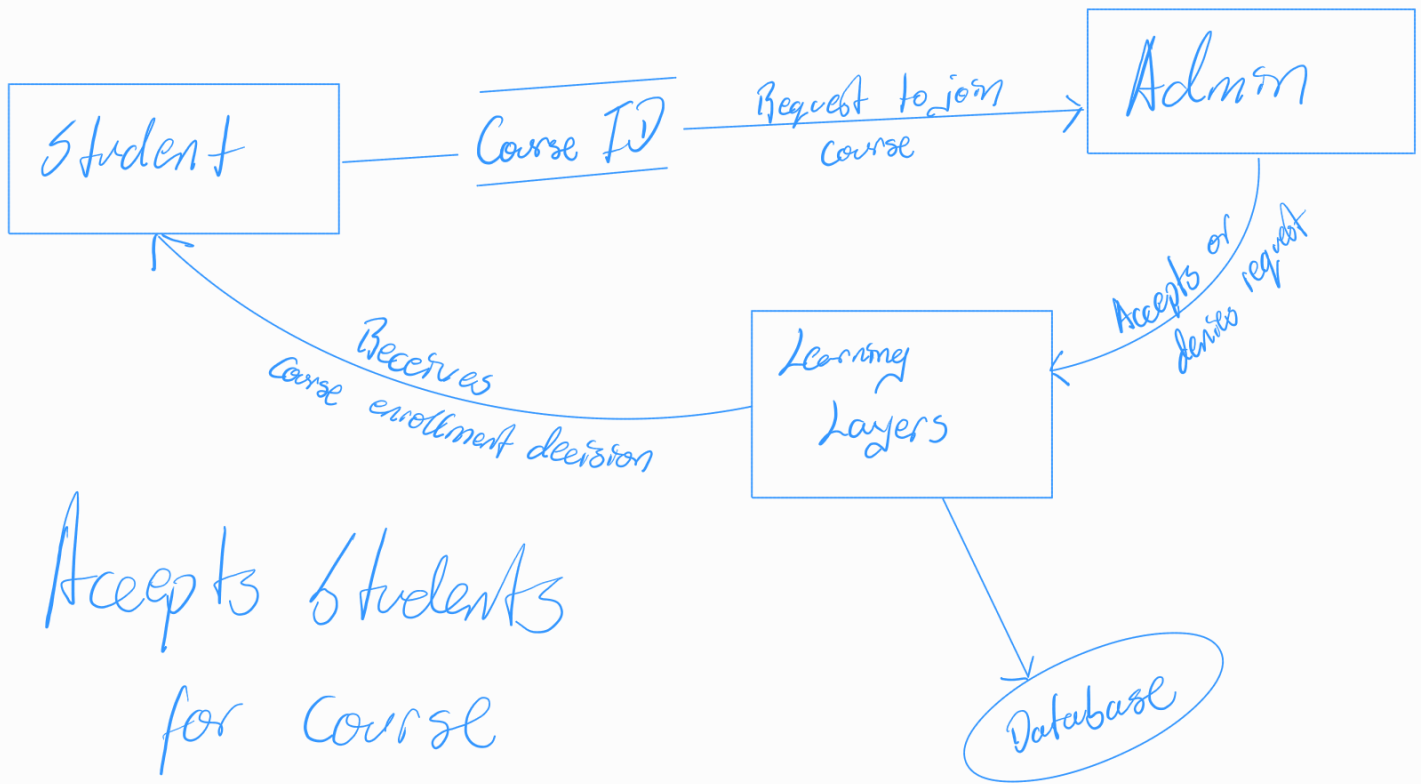 Student
Course ID
Request to join
course
Admin
Accepts or
denies request
Learning
Layers
Receives
course enrollment decision
Accepts Students
for course
Database